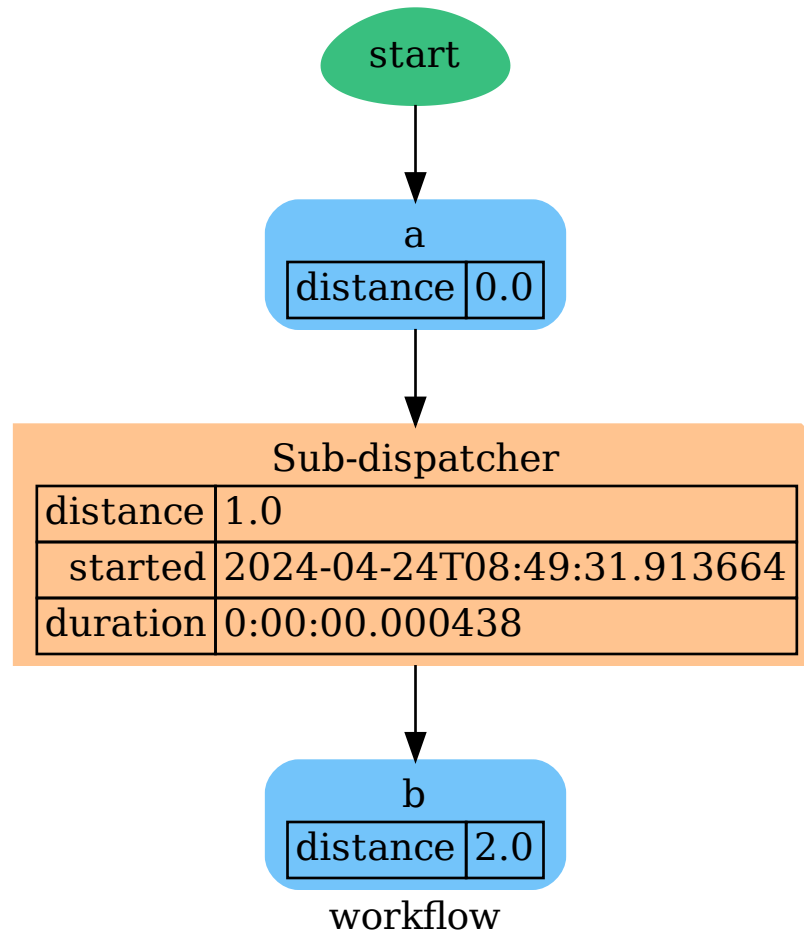 start
a
distance 0.0
Sub-dispatcher
distance 1.0
started 2024-04-24T08:49:31.913664
duration 0:00:00.000438
b
distance 2.0
workflow